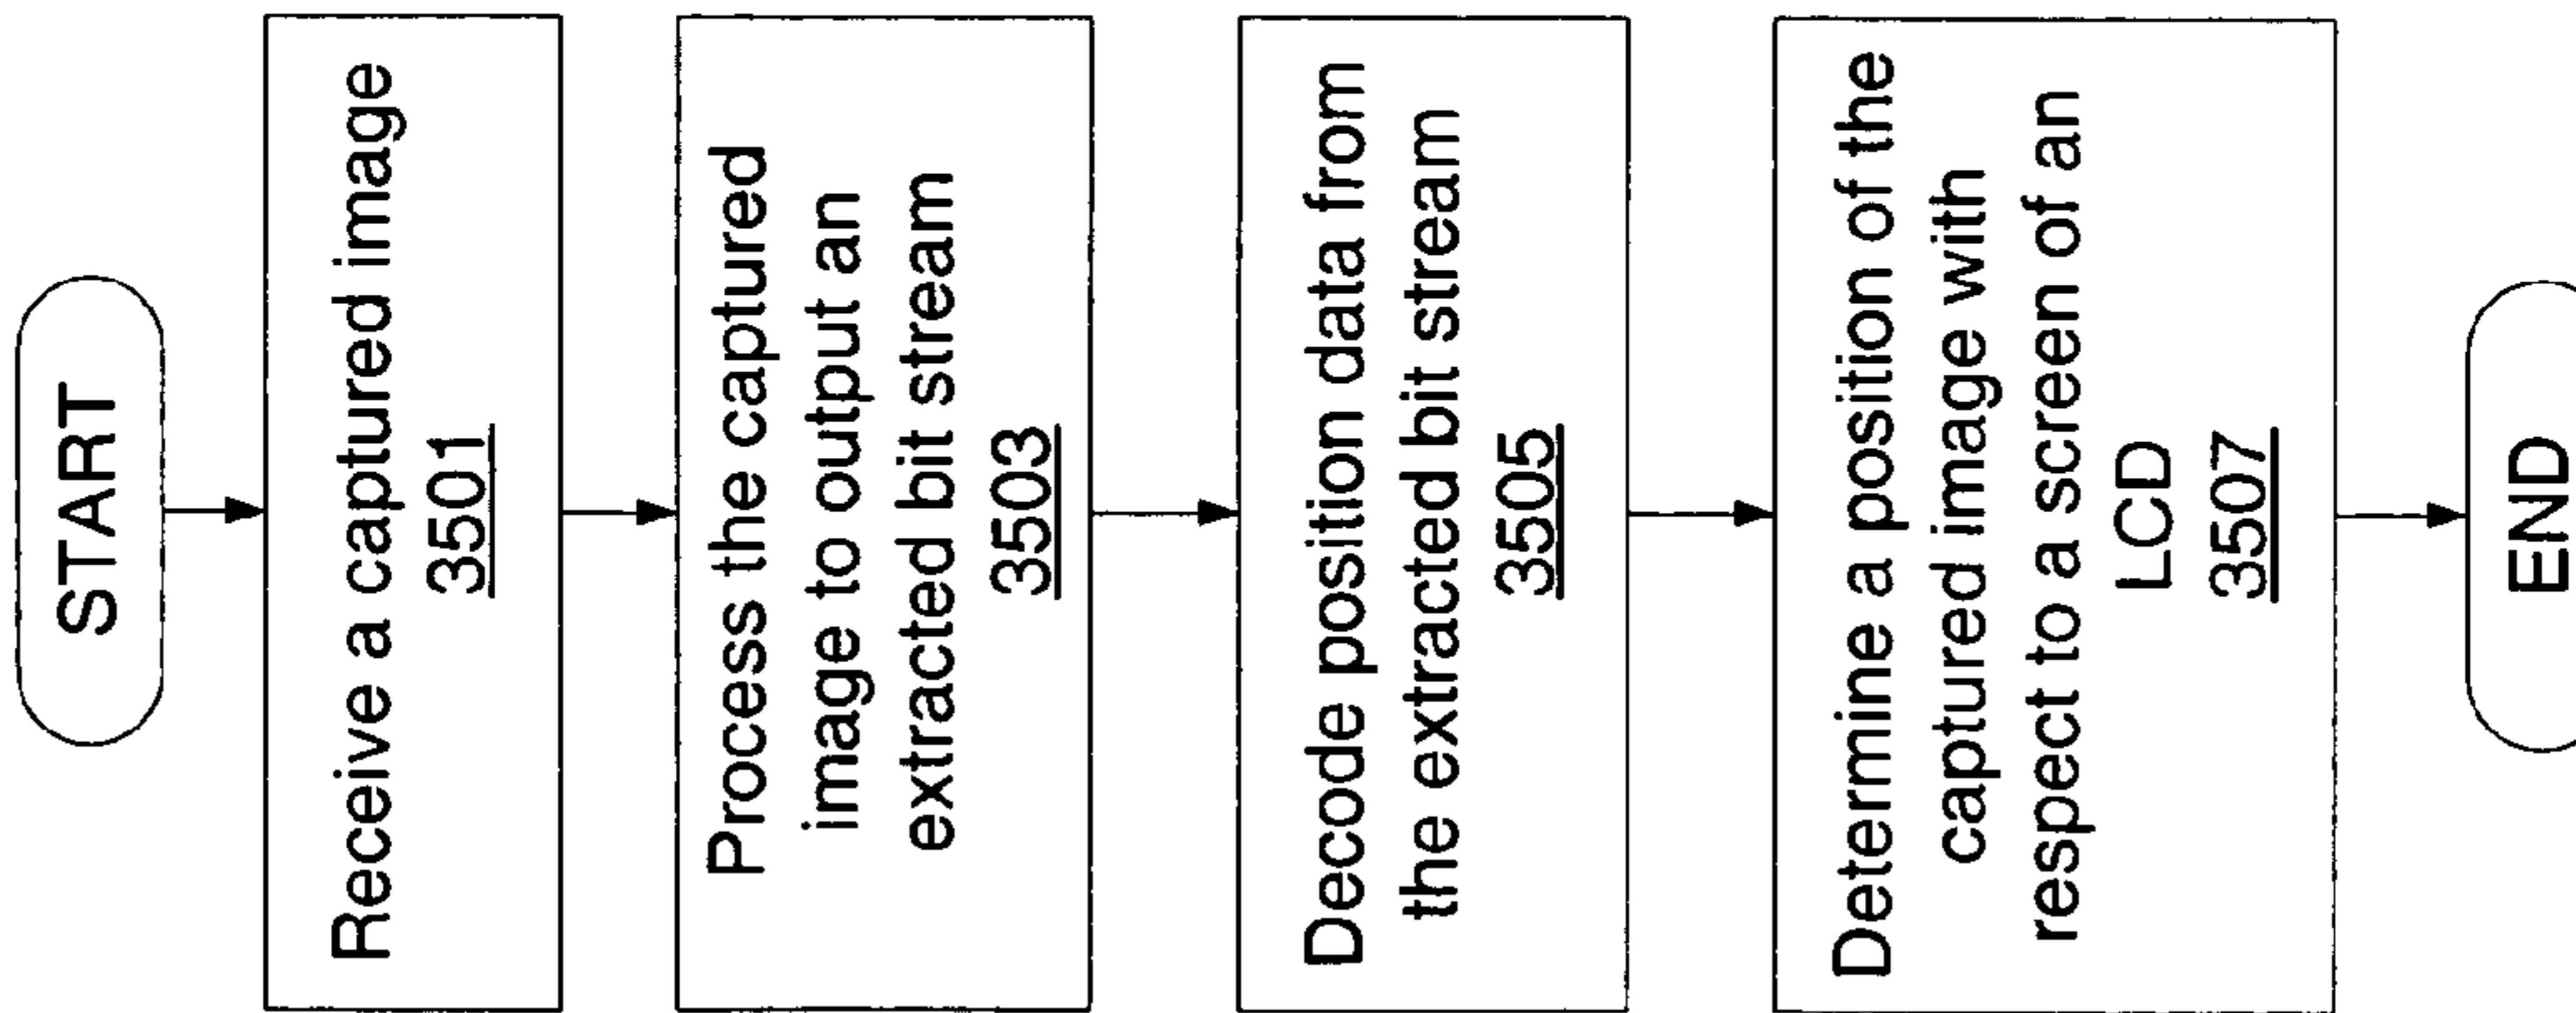 START
Receive a captured image
3501
Process the captured
image to output an
extracted bit stream
3503
Decode position data from
the extracted bit stream
3505
Determine a position of the
captured image with
respect to a screen of an
LCD
3507
END